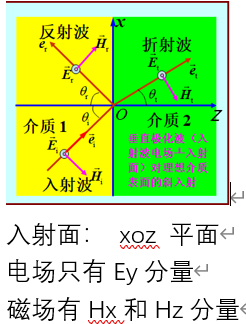 x
反射波
折射波
e⃗r
H⃗r
E⃗r
E⃗t
e⃗t
H⃗t
θr
θt
O
Z
介质 1
θi
介质 2
E⃗i
e⃗i
H⃗i
入射波
垂直极化波（入
射波电场⊥入射
面）对理想介质
表面的斜入射
入射面： xoz 平面
电场只有 Ey 分量
磁场有 Hx 和 Hz 分量